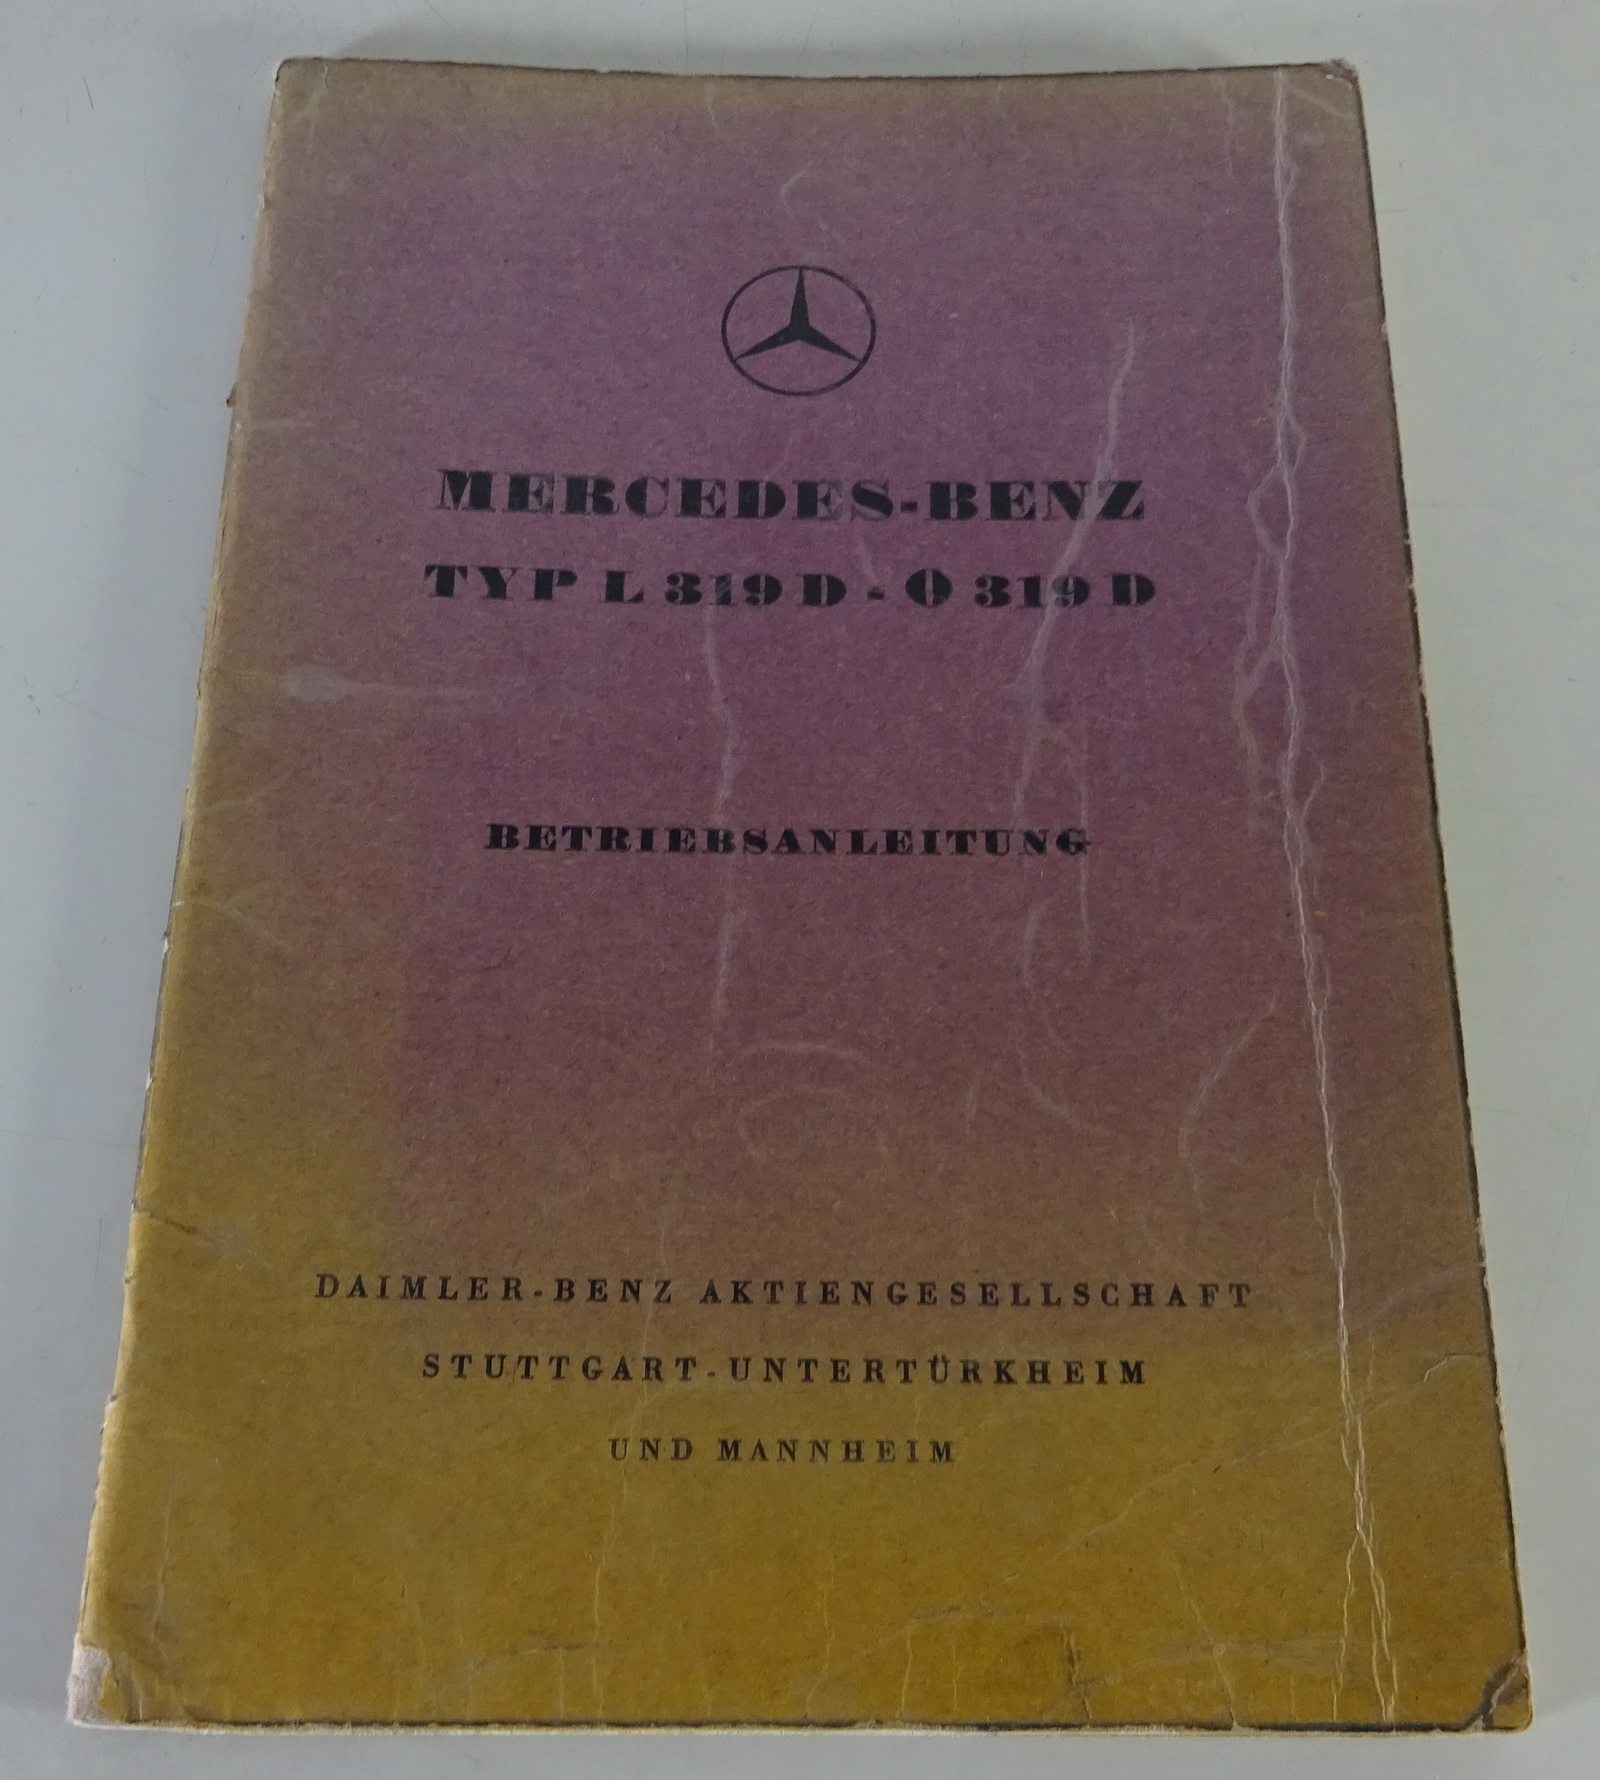 MERCEDES-BENZ
TYP L 319 D - O 319 D
BETRIEBSANLEITUNG
DAIMLER-BENZ AKTIENGESELLSCHAFT
STUTTGART-UNTERTÜRKHEIM
UND MANNHEIM